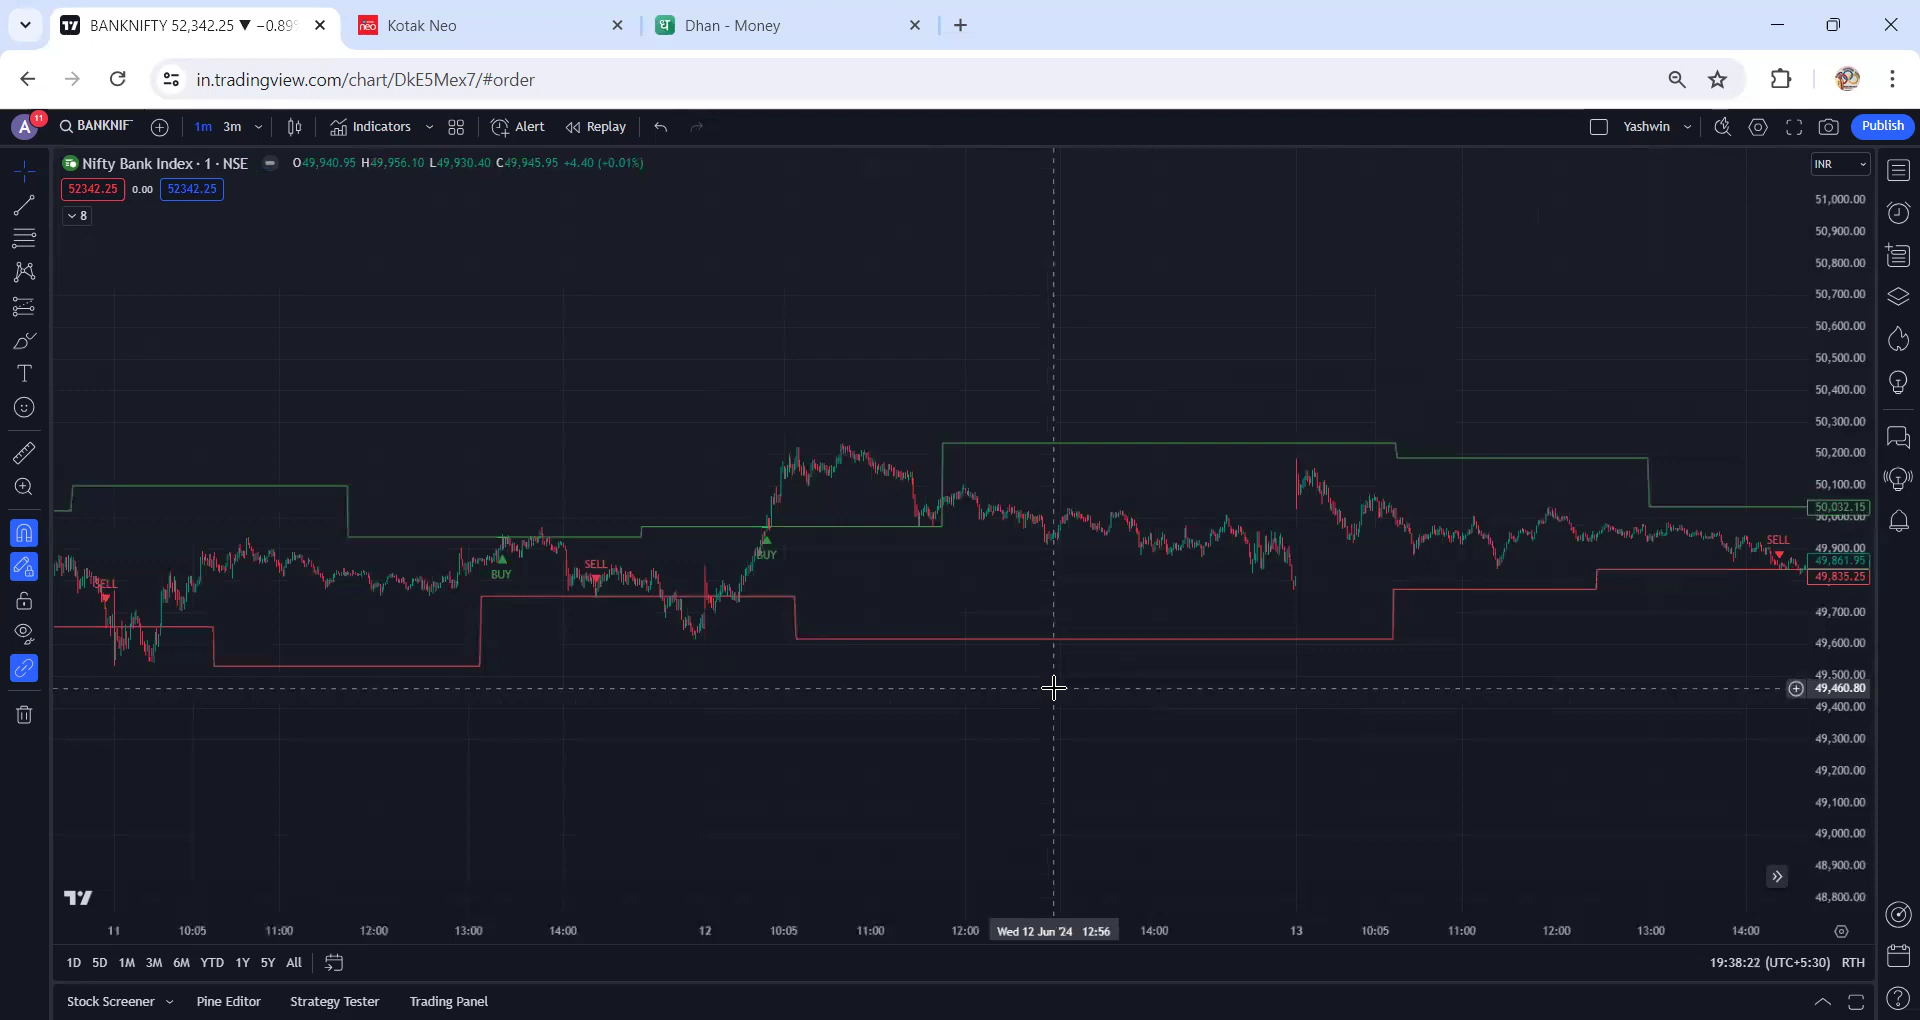 BANKNIFTY 52,342.25 ▼ −0.89%
Kotak Neo
Dhan - Money
in.tradingview.com/chart/DkE5Mex7/#order
A 11
BANKNIF
1m 3m
Indicators
Alert
Replay
Yashwin
Publish
Nifty Bank Index · 1 · NSE
O49,940.95 H49,956.10 L49,930.40 C49,945.95 +4.40 (+0.01%)
INR
52342.25 0.00 52342.25
8
51,000.00
50,900.00
50,800.00
50,700.00
50,600.00
50,500.00
50,400.00
50,300.00
50,200.00
50,100.00
50,032.15
50,000.00
49,900.00
49,861.95
49,835.25
49,700.00
49,600.00
49,500.00
49,460.80
49,400.00
49,300.00
49,200.00
49,100.00
49,000.00
48,900.00
48,800.00
SELL
BUY
SELL
BUY
SELL
11 10:05 11:00 12:00 13:00 14:00 12 10:05 11:00 12:00 Wed 12 Jun '24 12:56 14:00 13 10:05 11:00 12:00 13:00 14:00
1D 5D 1M 3M 6M YTD 1Y 5Y All
19:38:22 (UTC+5:30) RTH
Stock Screener Pine Editor Strategy Tester Trading Panel